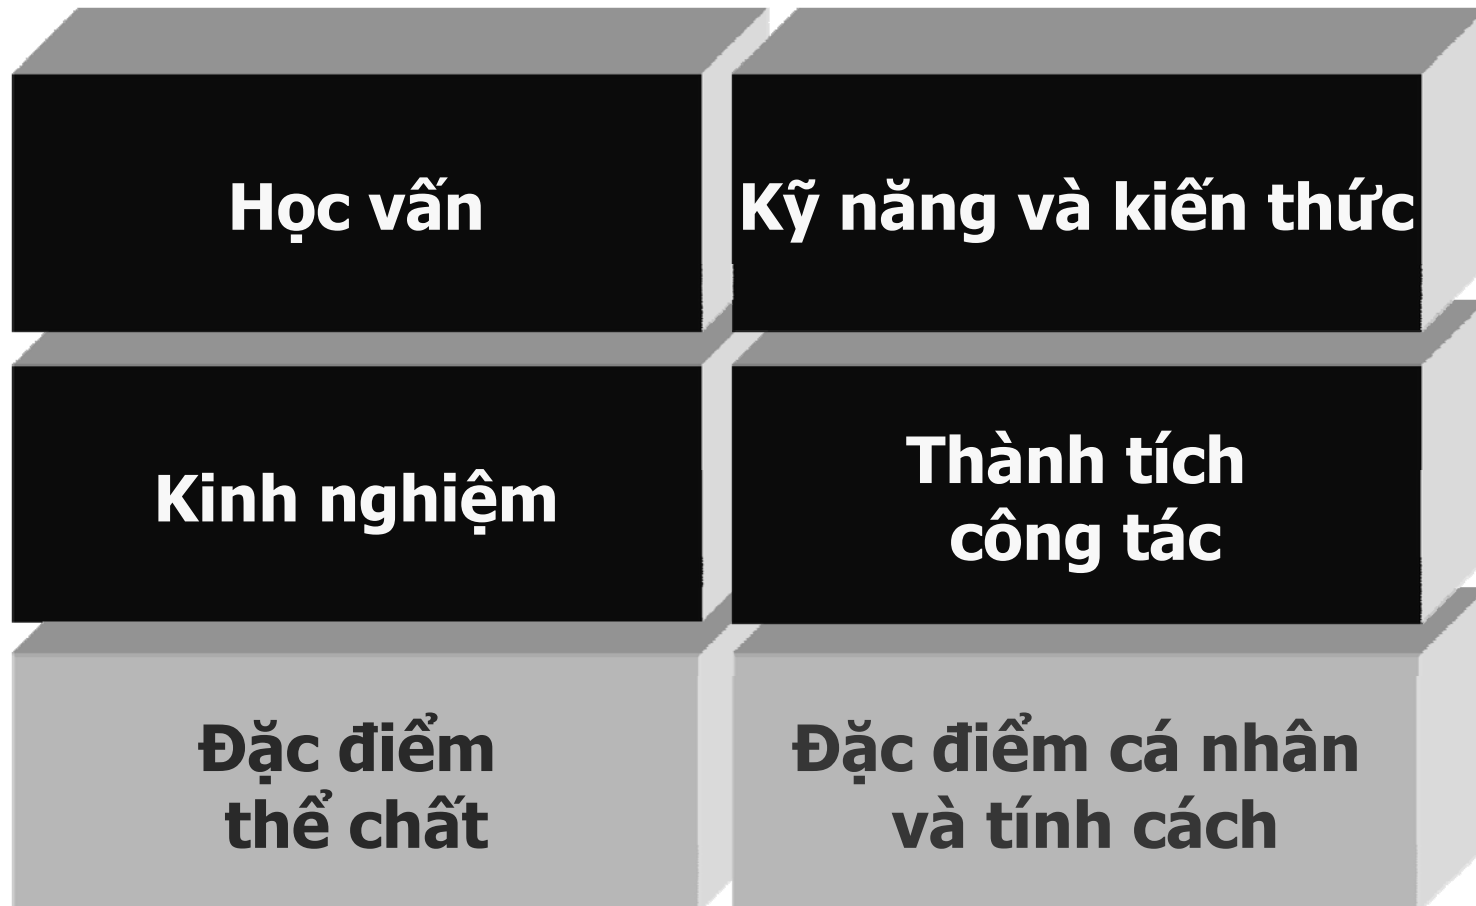 Học vấn
Kỹ năng và kiến thức
Kinh nghiệm
Thành tích
công tác
Đặc điểm
thể chất
Đặc điểm cá nhân
và tính cách